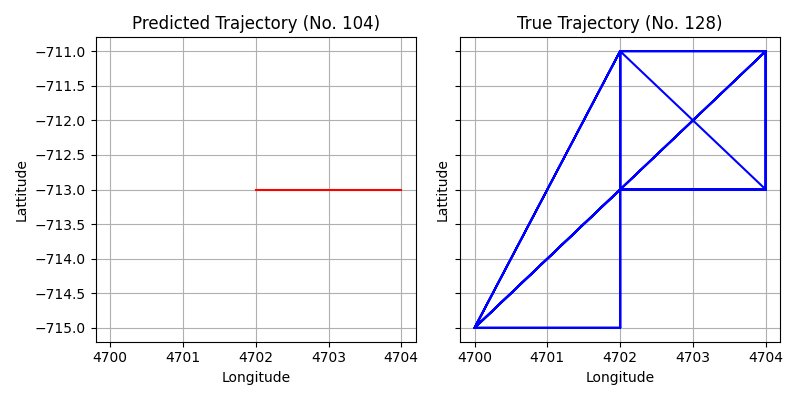 Predicted Trajectory (No. 104)
−711.0
−711.5
−712.0
−712.5
−713.0
−713.5
−714.0
−714.5
−715.0
Lattitude
4700 4701 4702 4703 4704
Longitude
True Trajectory (No. 128)
Lattitude
4700 4701 4702 4703 4704
Longitude